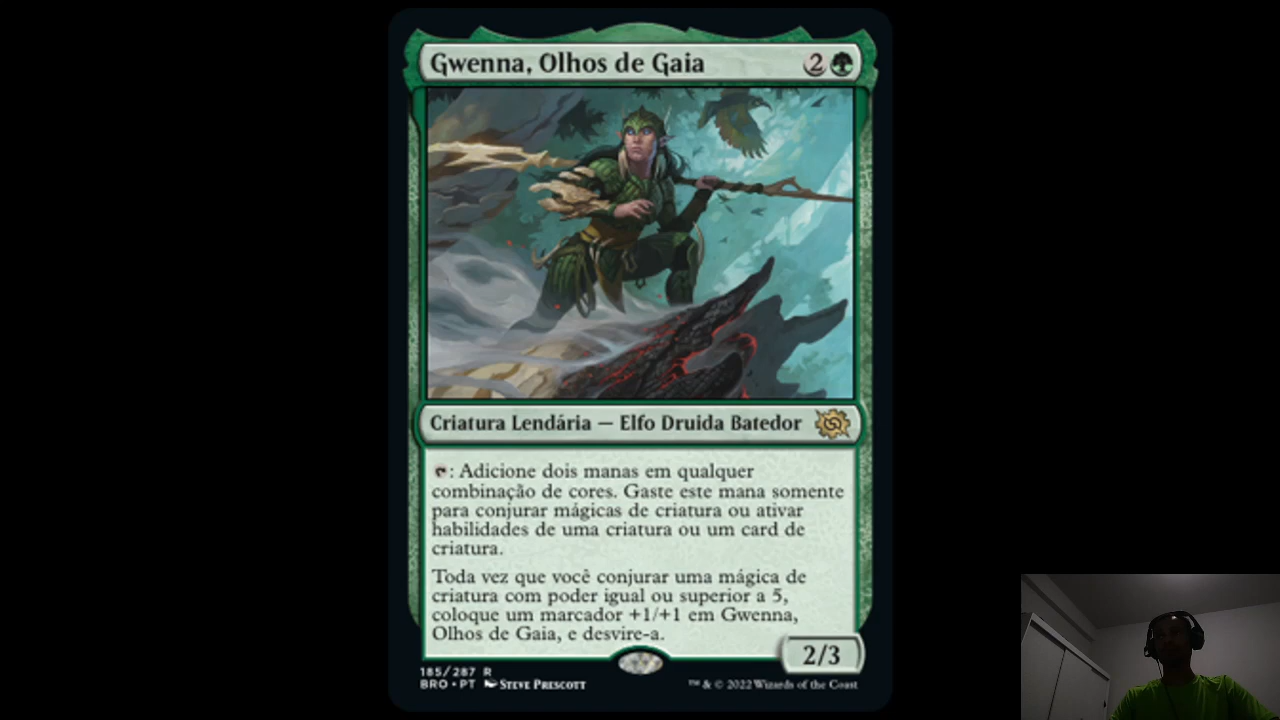 Gwenna, Olhos de Gaia 2
Criatura Lendária — Elfo Druida Batedor
: Adicione dois manas em qualquer
combinação de cores. Gaste este mana somente
para conjurar mágicas de criatura ou ativar
habilidades de uma criatura ou um card de
criatura.
Toda vez que você conjurar uma mágica de
criatura com poder igual ou superior a 5,
coloque um marcador +1/+1 em Gwenna,
Olhos de Gaia, e desvire-a.
2/3
185/287 R
BRO • PT Steve Prescott
™ & © 2022 Wizards of the Coast